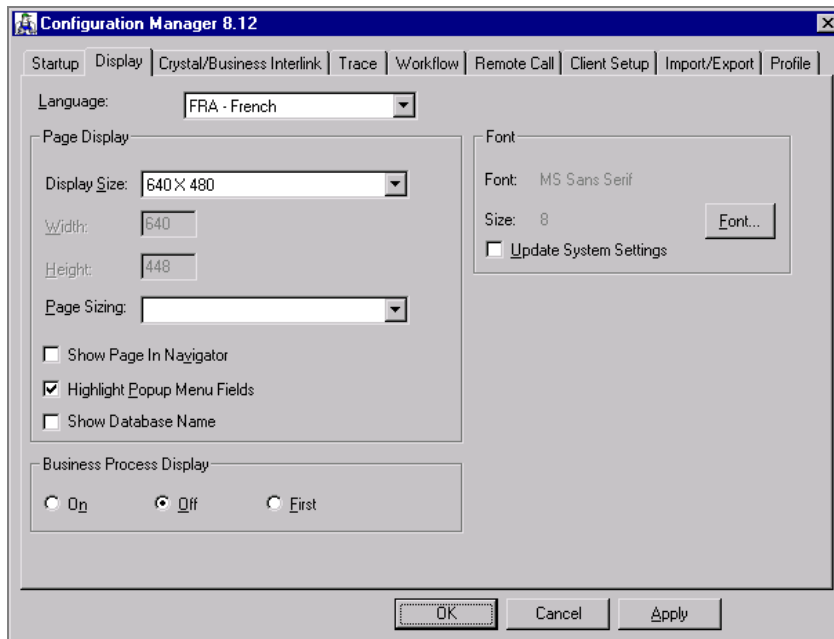 Configuration Manager 8.12
Startup Display Crystal/Business Interlink Trace Workflow Remote Call Client Setup Import/Export Profile
Language: FRA - French
Page Display
Display Size: 640 X 480
Width: 640
Height: 448
Page Sizing:
Show Page In Navigator
Highlight Popup Menu Fields
Show Database Name
Font
Font: MS Sans Serif
Size: 8 Font...
Update System Settings
Business Process Display
On Off First
OK Cancel Apply